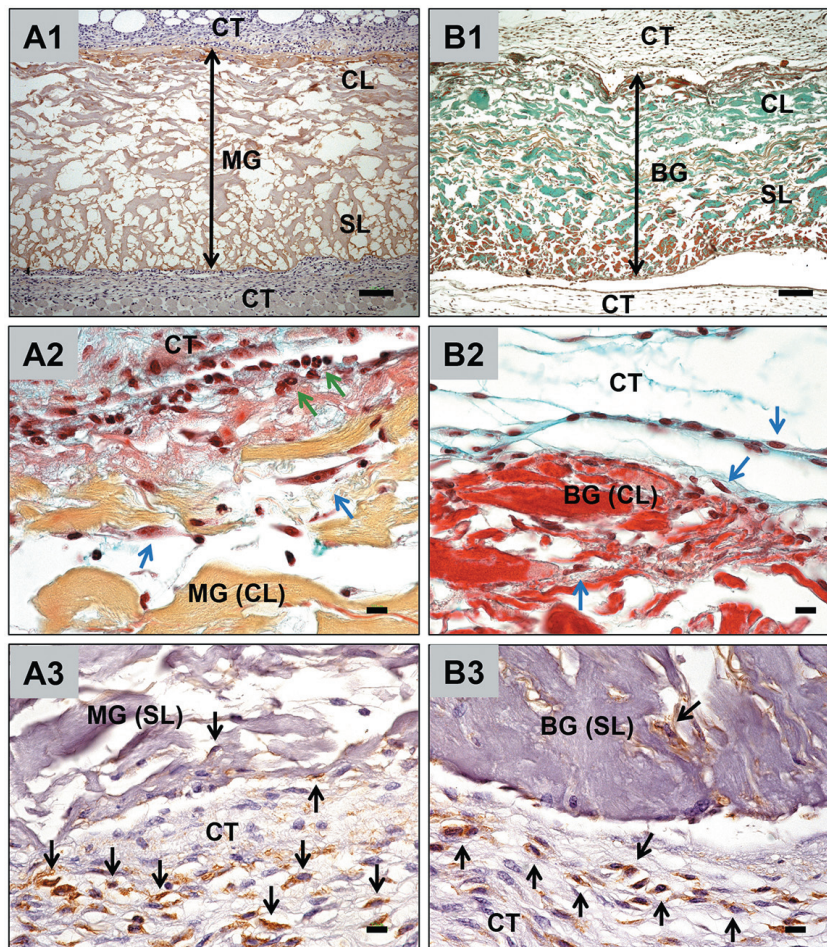 A1
CT
CL
MG
SL
CT
B1
CT
CL
BG
SL
CT
A2
CT
MG (CL)
B2
CT
BG (CL)
A3
MG (SL)
CT
B3
BG (SL)
CT